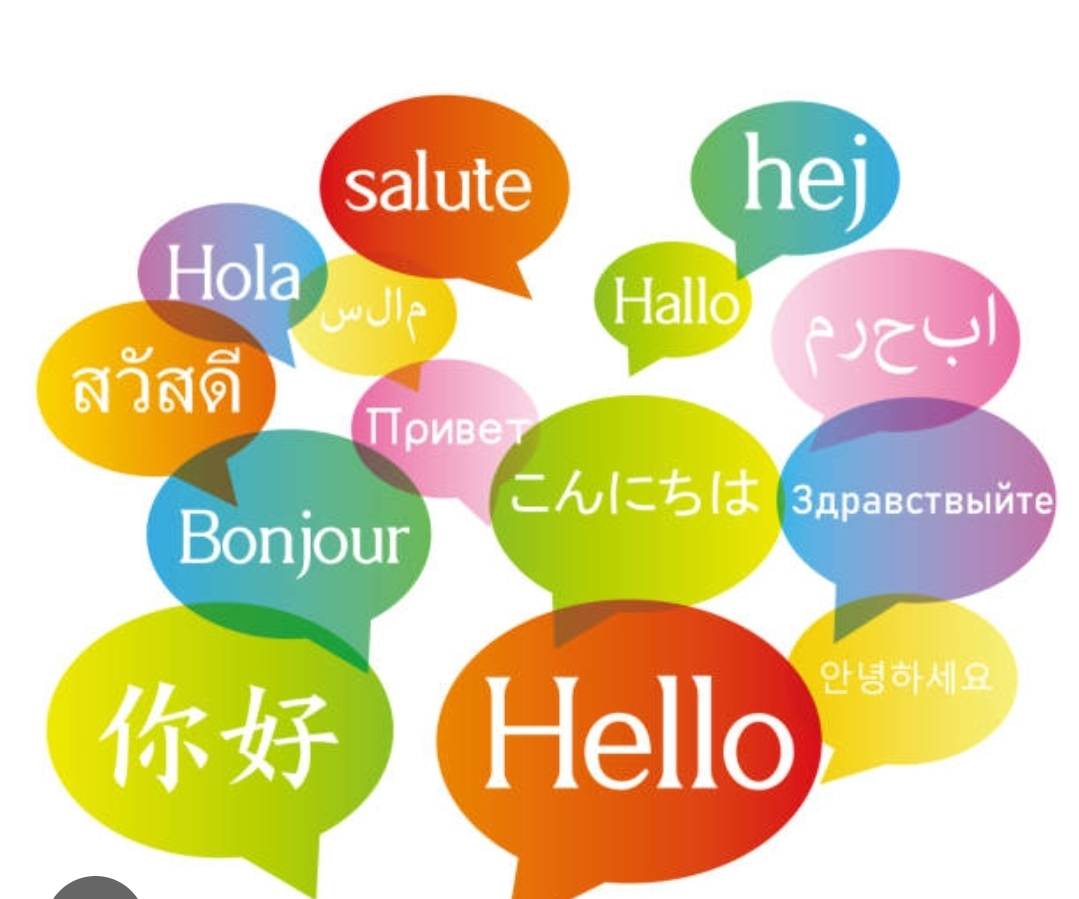 salute
hej
Hola
مالس
Hallo
ابحرم
สวัสดี
Привет
こんにちは
Здравствыйте
Bonjour
안녕하세요
你好
Hello